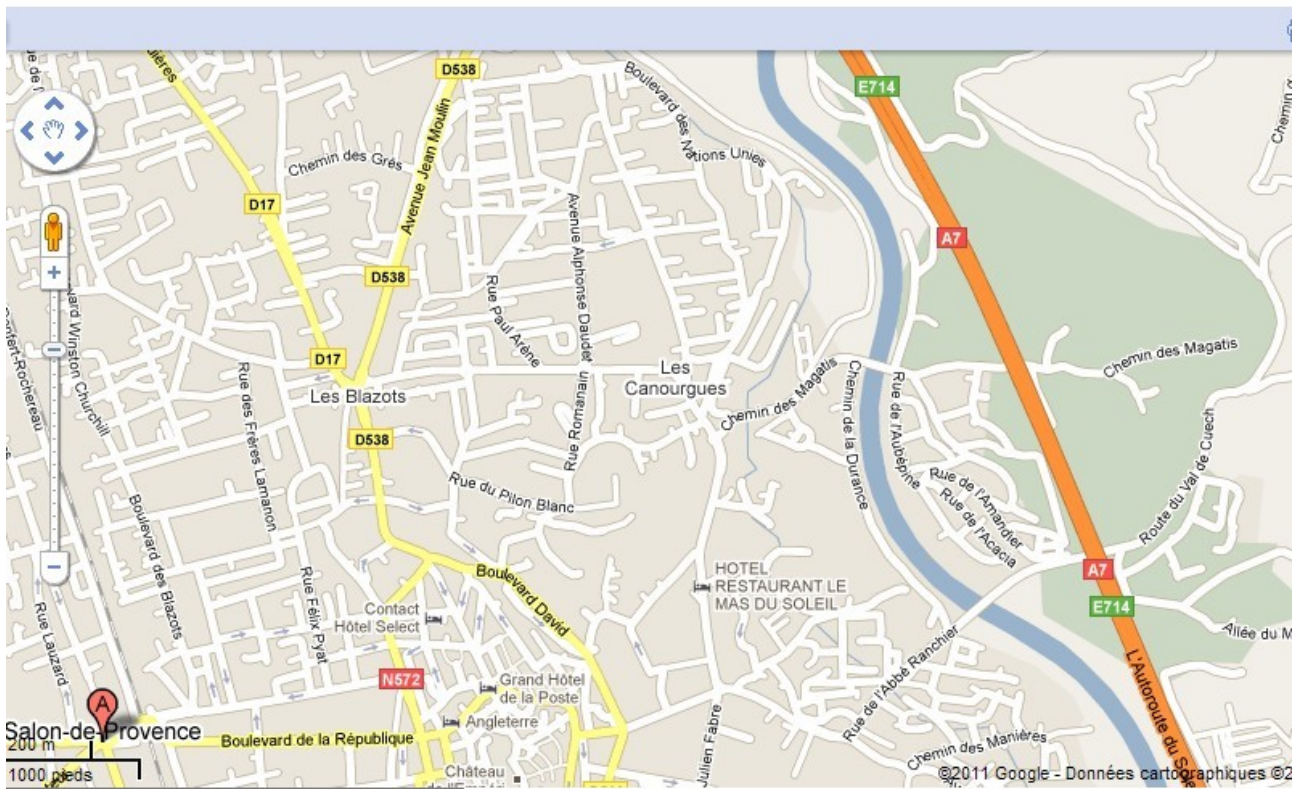 D538
E714
Boulevard des Nations Unies
Chemin des Grés
Avenue Jean Moulin
D17
Avenue Alphonse Daudet
A7
D538
Rue Paul Arène
D17
Les Blazots
Les
Canourgues
Chemin des Magatis
Chemin des Magatis
Chemin de la Durance
Rue de l'Aubépine
Rue des Frères Lamanon
D538
Rue Romanain
Route du Val de Cuech
Rue du Pilon Blanc
Rue de l'Amandier
Rue de l'Acacia
Boulevard des Blazots
HOTEL
RESTAURANT LE
MAS DU SOLEIL
A7
E714
Boulevard David
Rue Félix Pyat
Contact
Hôtel Select
Rue Lauzard
Rue de l'Abbé Ranchier
N572
Grand Hôtel
de la Poste
Angleterre
A
Salon-de-Provence
Boulevard de la République
Julien Fabre
Chemin des Manières
L'Autoroute du
200 m
1000 pieds
Château
©2011 Google - Données cartographiques